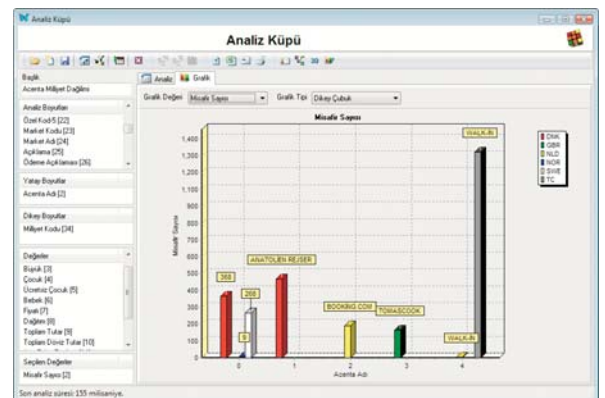 Analiz Küpü
Analiz Küpü
Başlık
Acenta Milliyet Dağılımı
Analiz Boyutları
Özel Kod-5 [22]
Market Kodu [23]
Market Adı [24]
Açıklama [25]
Ödeme Açıklaması [26]
Yatay Boyutlar
Acenta Adı [2]
Dikey Boyutlar
Milliyet Kodu [34]
Değerler
Büyük [3]
Çocuk [4]
Ücretsiz Çocuk [5]
Bebek [6]
Fiyat [7]
Dağıtım [8]
Toplam Tutar [9]
Toplam Döviz Tutar [10]
Seçilen Değerler
Misafir Sayısı [2]
Analiz Grafik
Grafik Değeri Misafir Sayısı Grafik Tipi Dikey Çubuk
Misafir Sayısı
WALK-IN
DNK
GBR
NLD
NOR
SWE
TC
1,400
1,300
1,200
1,100
1,000
900
800
700
600
500
400
300
200
100
0
Misafir Sayısı
ANATOLIEN REJSER
368
268
9
BOOKING.COM
TOMASCOOK
WALK-IN
0 1 2 3 4
Acenta Adı
Son analiz süresi: 155 milisaniye.